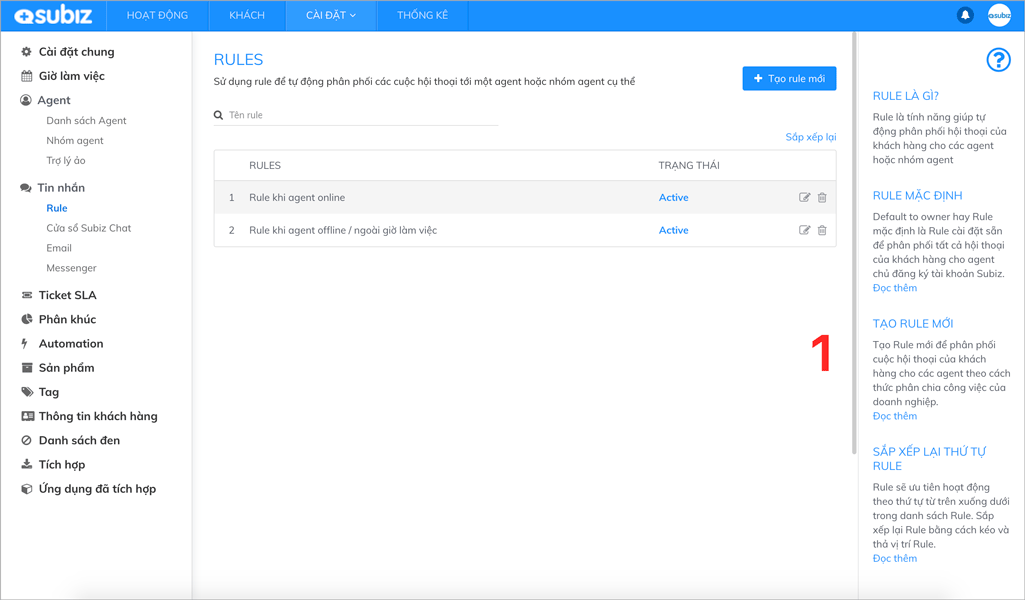 subiz
HOẠT ĐỘNG
KHÁCH
CÀI ĐẶT
THỐNG KÊ
subiz
Cài đặt chung
Giờ làm việc
Agent
Danh sách Agent
Nhóm agent
Trợ lý ảo
Tin nhắn
Rule
Cửa sổ Subiz Chat
Email
Messenger
Ticket SLA
Phân khúc
Automation
Sản phẩm
Tag
Thông tin khách hàng
Danh sách đen
Tích hợp
Ứng dụng đã tích hợp
RULES
Sử dụng rule để tự động phân phối các cuộc hội thoại tới một agent hoặc nhóm agent cụ thể
+ Tạo rule mới
Tên rule
Sắp xếp lại
RULES TRẠNG THÁI
1 Rule khi agent online Active
2 Rule khi agent offline / ngoài giờ làm việc Active
1
?
RULE LÀ GÌ?
Rule là tính năng giúp tự
động phân phối hội thoại của
khách hàng cho các agent
hoặc nhóm agent
RULE MẶC ĐỊNH
Default to owner hay Rule
mặc định là Rule cài đặt sẵn
để phân phối tất cả hội thoại
của khách hàng cho agent
chủ đăng ký tài khoản Subiz.
Đọc thêm
TẠO RULE MỚI
Tạo Rule mới để phân phối
cuộc hội thoại của khách
hàng cho các agent theo cách
thức phân chia công việc của
doanh nghiệp.
Đọc thêm
SẮP XẾP LẠI THỨ TỰ
RULE
Rule sẽ ưu tiên hoạt động
theo thứ tự từ trên xuống dưới
trong danh sách Rule. Sắp
xếp lại Rule bằng cách kéo và
thả vị trí Rule.
Đọc thêm